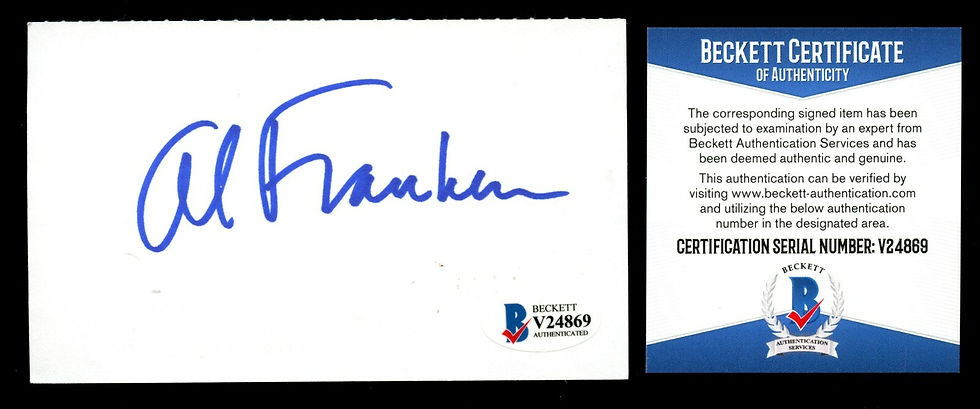 Al Franken
BECKETT
V24869
AUTHENTICATED
BECKETT CERTIFICATE
OF AUTHENTICITY
The corresponding signed item has been
subjected to examination by an expert from
Beckett Authentication Services and has
been deemed authentic and genuine.
This authentication can be verified by
visiting www.beckett-authentication.com
and utilizing the below authentication
number in the designated area.
CERTIFICATION SERIAL NUMBER: V24869
BECKETT
B
AUTHENTICATION
SERVICES